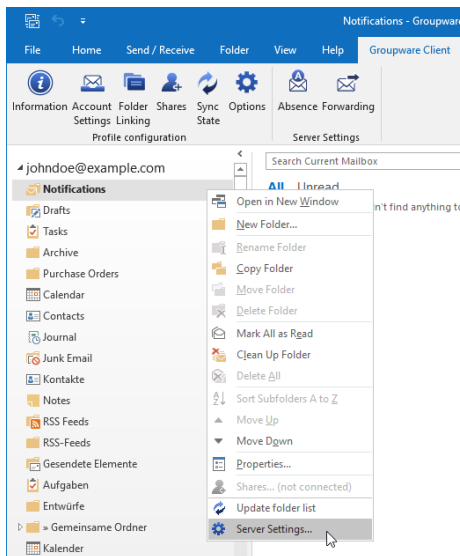 Notifications - Groupware
File Home Send / Receive Folder View Help Groupware Client
Information Account Settings Folder Linking Shares Sync State Options Absence Forwarding
Profile configuration Server Settings
johndoe@example.com
Search Current Mailbox
All Unread
n't find anything to
Notifications
Drafts
Tasks
Archive
Purchase Orders
Calendar
Contacts
Journal
Junk Email
Kontakte
Notes
RSS Feeds
RSS-Feeds
Gesendete Elemente
Aufgaben
Entwürfe
» Gemeinsame Ordner
Kalender
Open in New Window
New Folder...
Rename Folder
Copy Folder
Move Folder
Delete Folder
Mark All as Read
Clean Up Folder
Delete All
Sort Subfolders A to Z
Move Up
Move Down
Properties...
Shares... (not connected)
Update folder list
Server Settings...